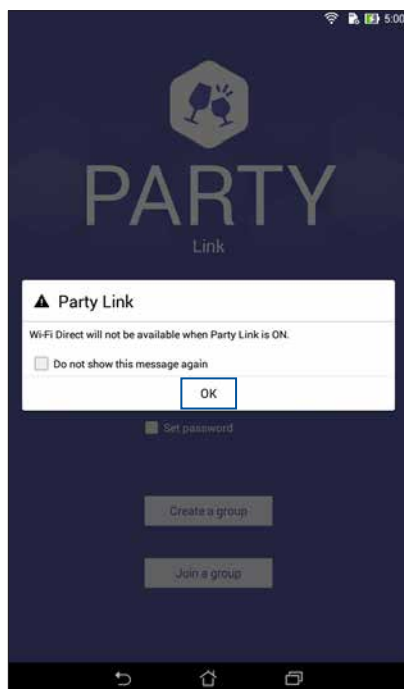 5:00
PARTY
Link
Party Link
Wi-Fi Direct will not be available when Party Link is ON.
Do not show this message again
OK
Set password
Create a group
Join a group